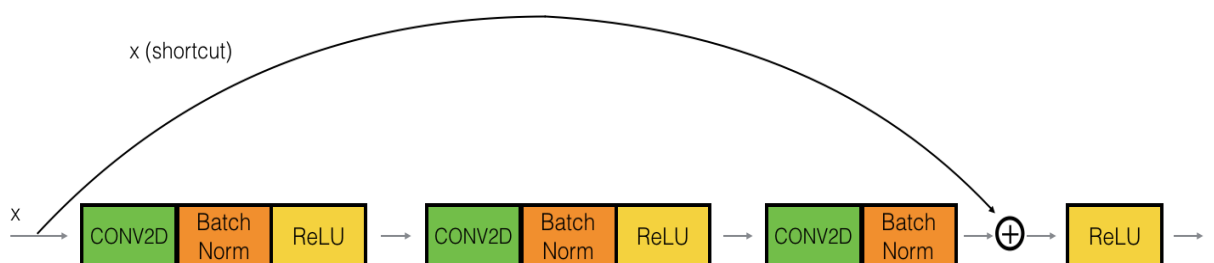 x (shortcut)
x
CONV2D
Batch
Norm
ReLU
CONV2D
Batch
Norm
ReLU
CONV2D
Batch
Norm
+
ReLU